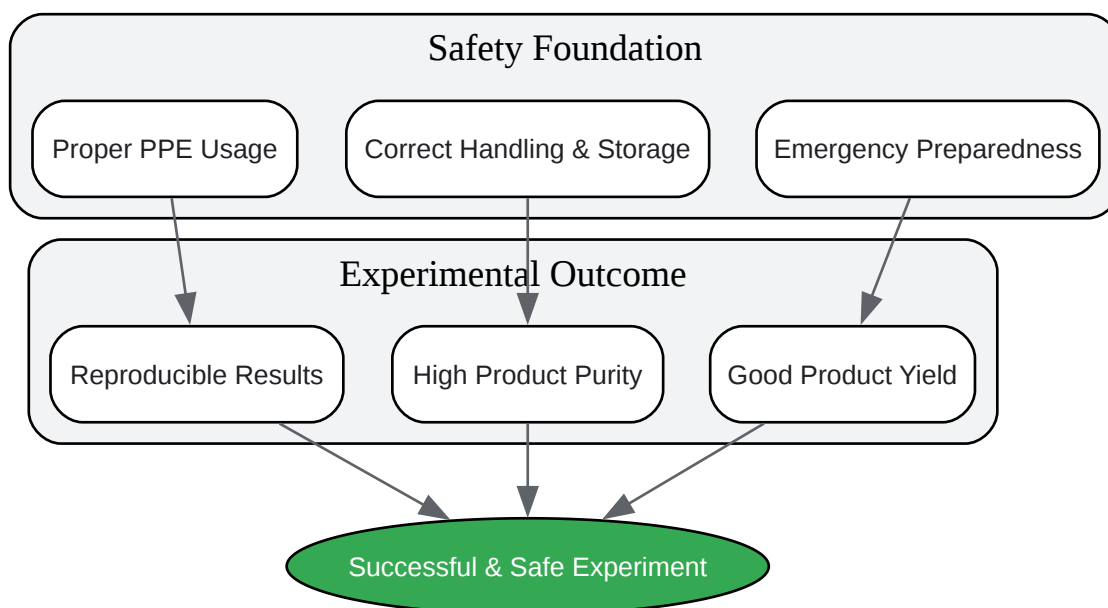 Safety Foundation
Proper PPE Usage
Correct Handling & Storage
Emergency Preparedness
Experimental Outcome
Reproducible Results
High Product Purity
Good Product Yield
Successful & Safe Experiment